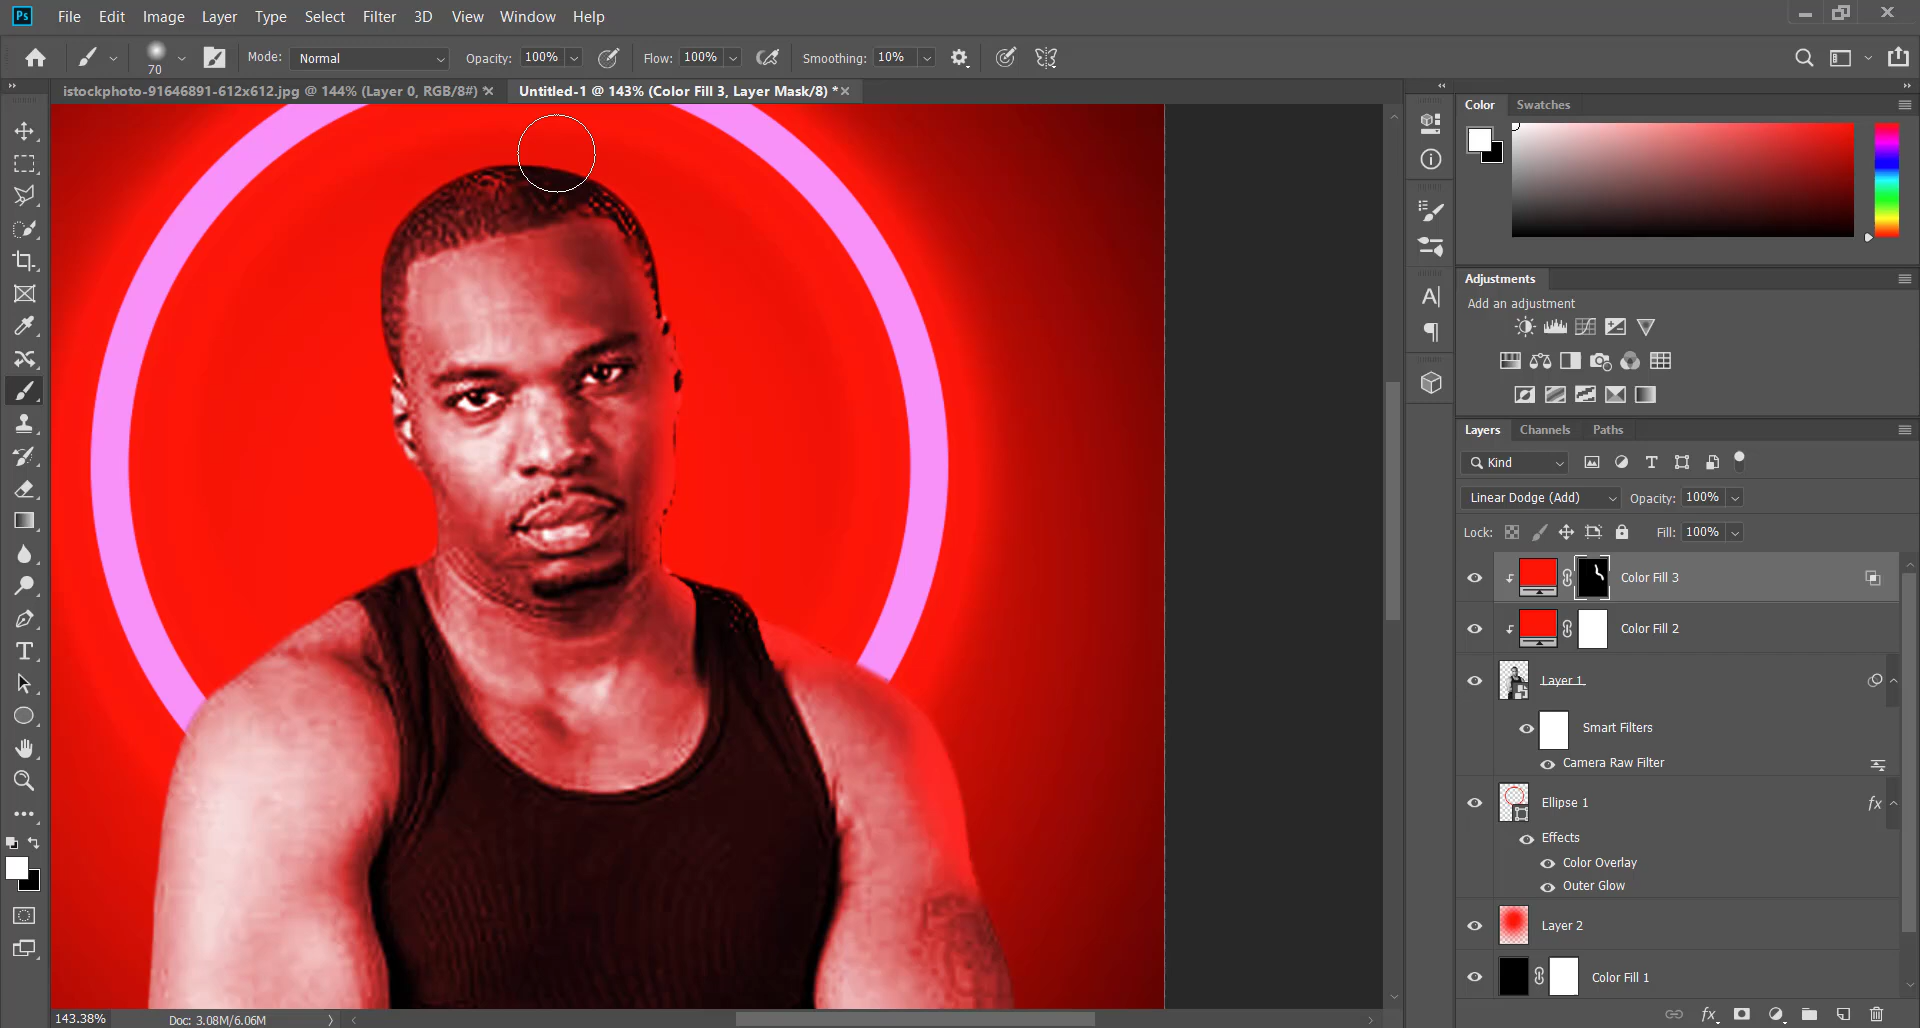 Ps File Edit Image Layer Type Select Filter 3D View Window Help
70 Mode: Normal Opacity: 100% Flow: 100% Smoothing: 10%
istockphoto-91646891-612x612.jpg @ 144% (Layer 0, RGB/8#) * Untitled-1 @ 143% (Color Fill 3, Layer Mask/8) *
Color Swatches
Adjustments
Add an adjustment
Layers Channels Paths
Kind
Linear Dodge (Add) Opacity: 100%
Lock: Fill: 100%
Color Fill 3
Color Fill 2
Layer 1
Smart Filters
Camera Raw Filter
Ellipse 1 fx
Effects
Color Overlay
Outer Glow
Layer 2
Color Fill 1
143.38% Doc: 3.08M/6.06M fx